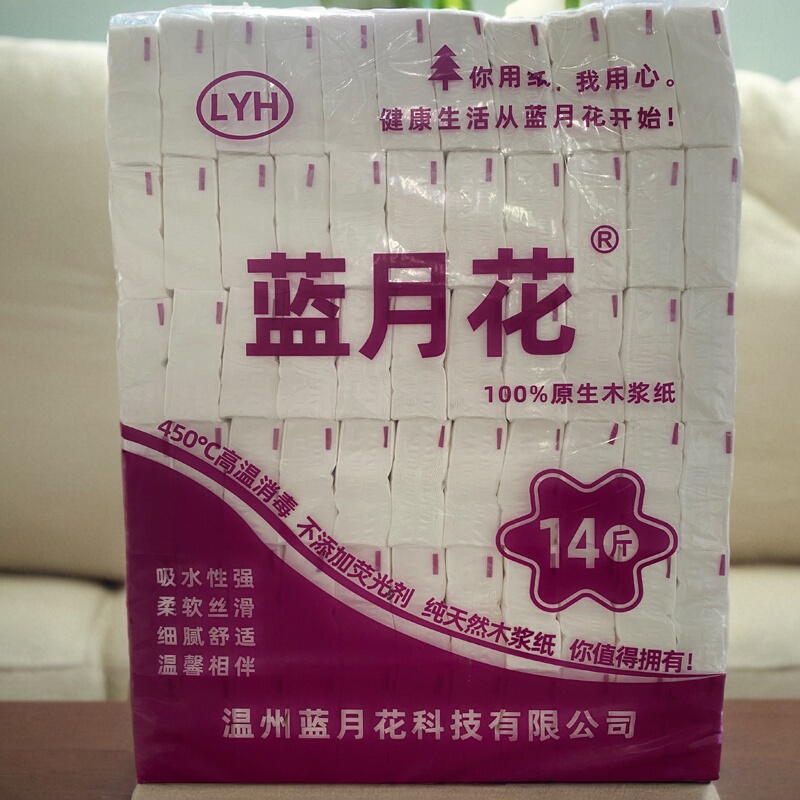 LYH
你用纸,我用心。
健康生活从蓝月花开始!
蓝月花®
100%原生木浆纸
450°C高温消毒 不添加荧光剂 纯天然木浆纸 你值得拥有!
14斤
吸水性强
柔软丝滑
细腻舒适
温馨相伴
温州蓝月花科技有限公司